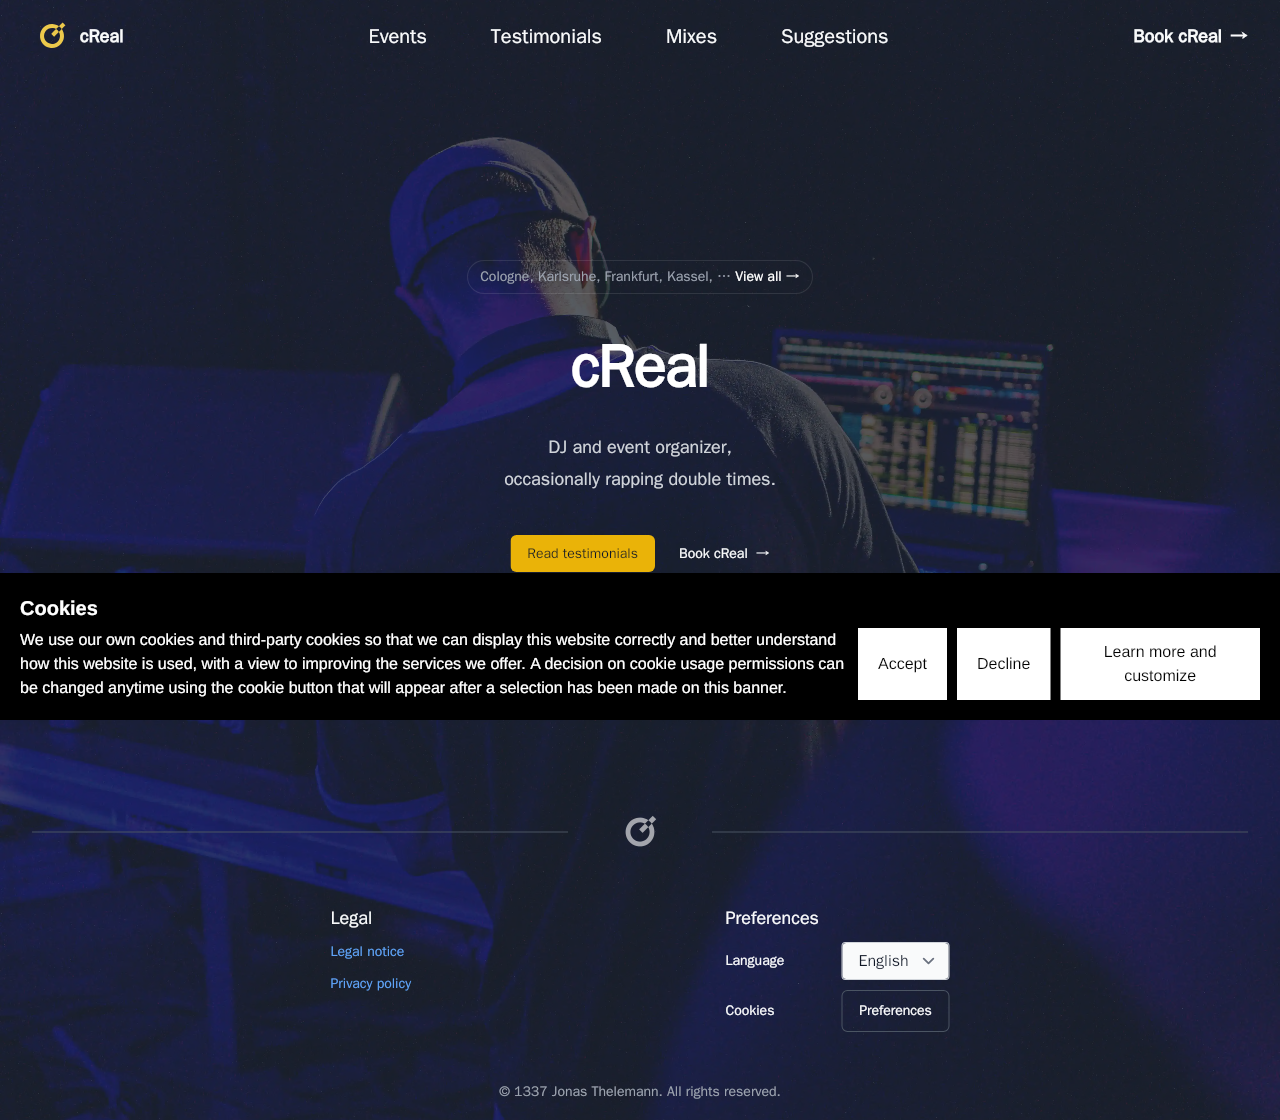 cReal
Events
Testimonials
Mixes
Suggestions
Book cReal →
Cologne, Karlsruhe, Frankfurt, Kassel, ··· View all →
cReal
DJ and event organizer,
occasionally rapping double times.
Read testimonials
Book cReal →
Cookies
We use our own cookies and third-party cookies so that we can display this website correctly and better understand
how this website is used, with a view to improving the services we offer. A decision on cookie usage permissions can
be changed anytime using the cookie button that will appear after a selection has been made on this banner.
Accept
Decline
Learn more and
customize
Legal
Legal notice
Privacy policy
Preferences
Language
English
Cookies
Preferences
© 1337 Jonas Thelemann. All rights reserved.